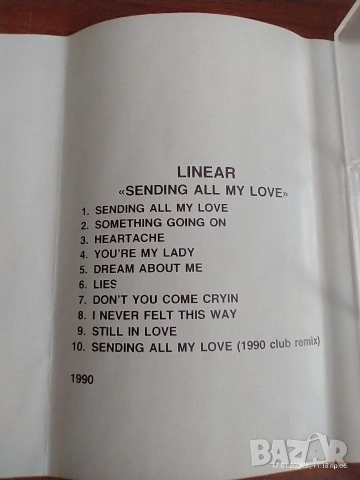 LINEAR
«SENDING ALL MY LOVE»
1. SENDING ALL MY LOVE
2. SOMETHING GOING ON
3. HEARTACHE
4. YOU'RE MY LADY
5. DREAM ABOUT ME
6. LIES
7. DON'T YOU COME CRYIN
8. I NEVER FELT THIS WAY
9. STILL IN LOVE
10. SENDING ALL MY LOVE (1990 club remix)
1990
BAZAR